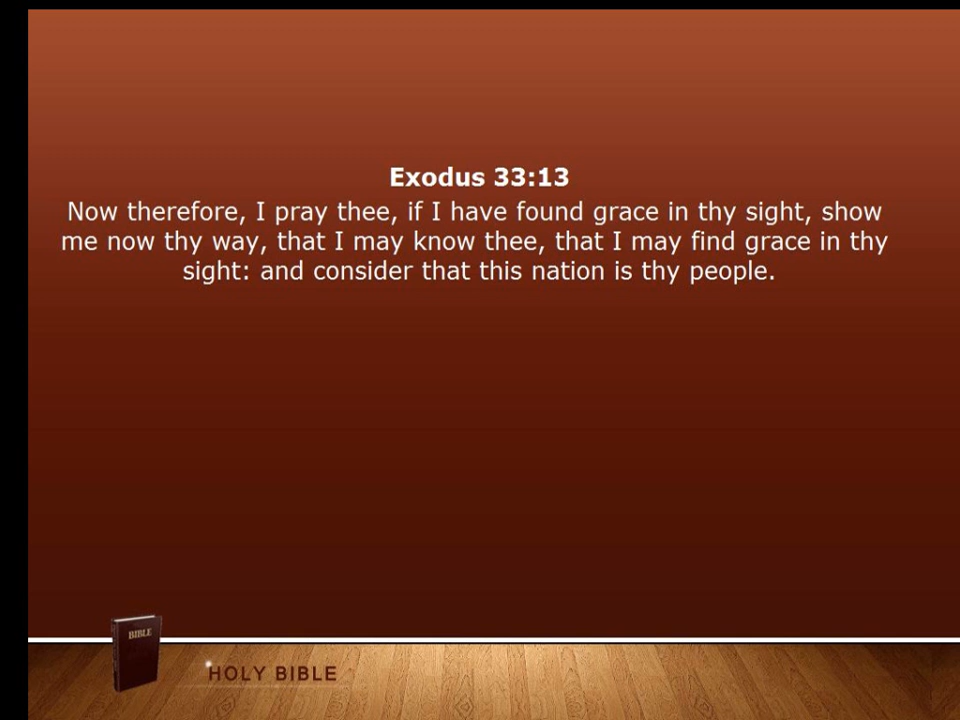 Exodus 33:13
Now therefore, I pray thee, if I have found grace in thy sight, show
me now thy way, that I may know thee, that I may find grace in thy
sight: and consider that this nation is thy people.
BIBLE
HOLY BIBLE